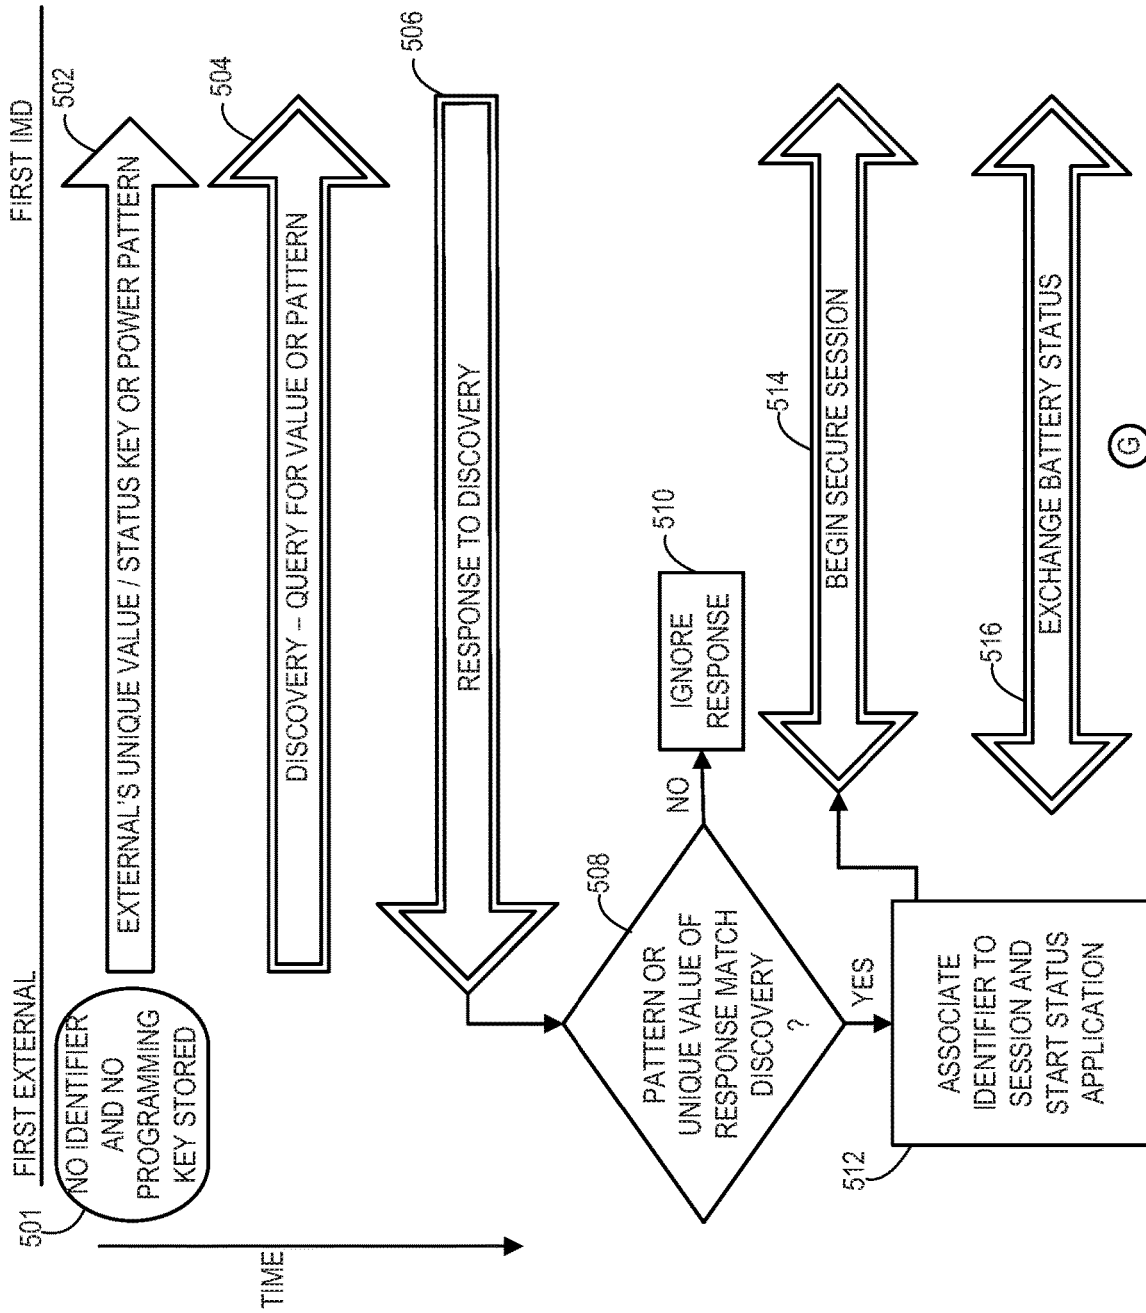 FIRST EXTERNAL
FIRST IMD
501
NO IDENTIFIER
AND NO
PROGRAMMING
KEY STORED
TIME
502
EXTERNAL'S UNIQUE VALUE / STATUS KEY OR POWER PATTERN
504
DISCOVERY – QUERY FOR VALUE OR PATTERN
506
RESPONSE TO DISCOVERY
508
PATTERN OR
UNIQUE VALUE OF
RESPONSE MATCH
DISCOVERY
?
NO
510
IGNORE
RESPONSE
YES
512
ASSOCIATE
IDENTIFIER TO
SESSION AND
START STATUS
APPLICATION
514
BEGIN SECURE SESSION
516
EXCHANGE BATTERY STATUS
G